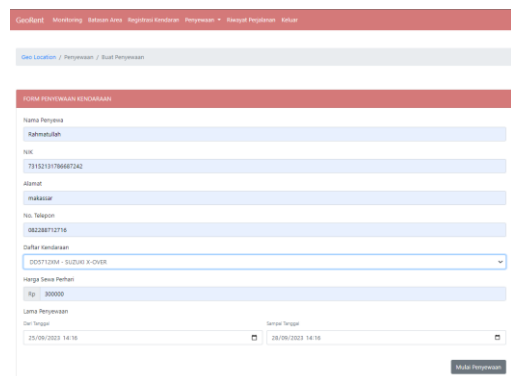 GeoRent Monitoring Batasan Area Registrasi Kendaraan Penyewaan Riwayat Perjalanan Keluar
Geo Location / Penyewaan / Buat Penyewaan
FORM PENYEWAAN KENDARAAN
Nama Penyewa
Rahmatullah
NIK
73152131786687242
Alamat
makassar
No. Telepon
082288712716
Daftar Kendaraan
DD5712XM - SUZUKI X-OVER
Harga Sewa Perhari
Rp 300000
Lama Penyewaan
Dari Tanggal Sampai Tanggal
25/09/2023 14:16 28/09/2023 14:16
Mulai Penyewaan